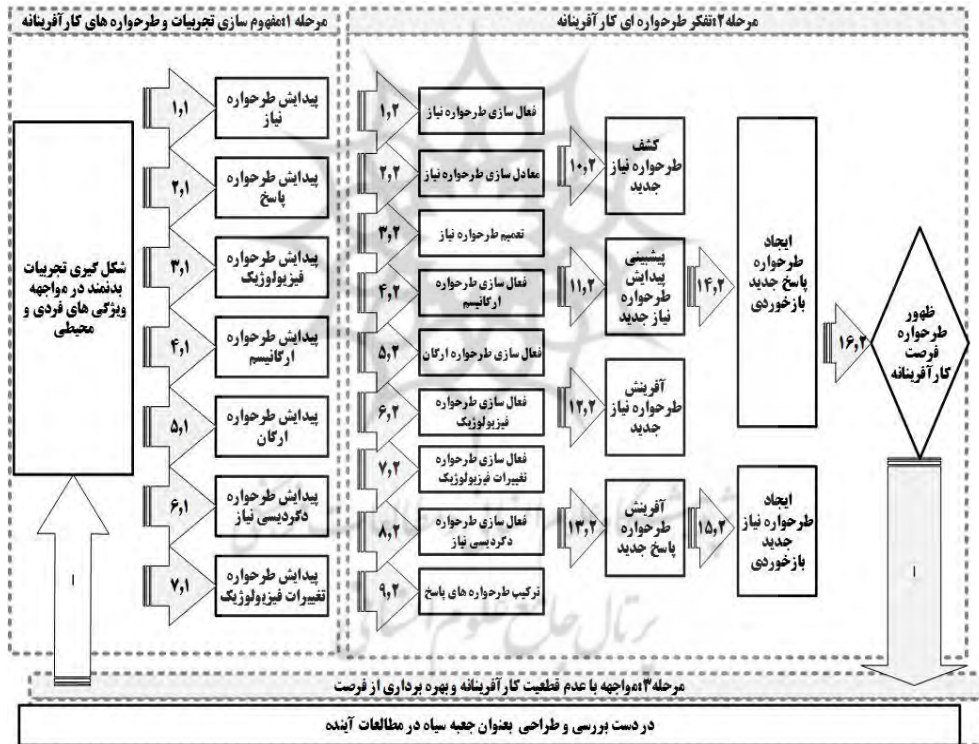 مرحله ۱:مفهوم سازی تجربیات و طرحواره های کارآفرینانه
شکل گیری تجربیات
بدنمند در مواجهه
ویژگی های فردی و
محیطی
۱
۱,۱
پیدایش طرحواره
نیاز
۲,۱
پیدایش طرحواره
پاسخ
۳,۱
پیدایش طرحواره
فیزیولوژیک
۴,۱
پیدایش طرحواره
ارگانیسم
۵,۱
پیدایش طرحواره
ارگان
۶,۱
پیدایش طرحواره
دگردیسی نیاز
۷,۱
پیدایش طرحواره
تغییرات فیزیولوژیک
مرحله۲:تفکر طرحواره ای کارآفرینانه
۱,۲
فعال سازی طرحواره نیاز
۲,۲
معادل سازی طرحواره نیاز
۳,۲
تعمیم طرحواره نیاز
۴,۲
فعال سازی طرحواره
ارگانیسم
۵,۲
فعال سازی طرحواره ارگان
۶,۲
فعال سازی طرحواره
فیزیولوژیک
۷,۲
فعال سازی طرحواره
تغییرات فیزیولوژیک
۸,۲
فعال سازی طرحواره
دگردیسی نیاز
۹,۲
ترکیب طرحواره های پاسخ
۱۰,۲
کشف
طرحواره نیاز
جدید
۱۱,۲
پیشبینی
پیدایش
طرحواره
نیاز جدید
۱۲,۲
آفرینش
طرحواره نیاز
جدید
۱۳,۲
آفرینش
طرحواره
پاسخ جدید
۱۴,۲
ایجاد
طرحواره
پاسخ جدید
بازخوردی
۱۵,۲
ایجاد
طرحواره نیاز
جدید
بازخوردی
۱۶,۲
ظهور
طرحواره
فرصت
کارآفرینانه
۱
پرتال جامع علوم انسانی
مرحله۳:مواجهه با عدم قطعیت کارآفرینانه و بهره برداری از فرصت
در دست بررسی و طراحی بعنوان جعبه سیاه در مطالعات آینده